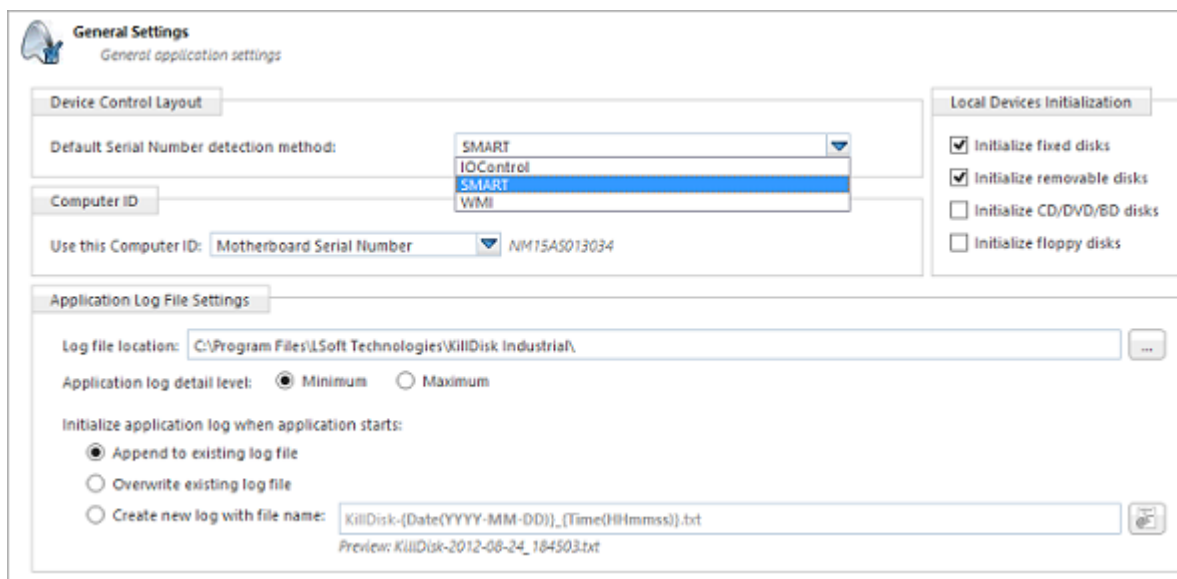 General Settings
General application settings
Device Control Layout
Default Serial Number detection method:
SMART
IOControl
SMART
WMI
Local Devices Initialization
Initialize fixed disks
Initialize removable disks
Initialize CD/DVD/BD disks
Initialize floppy disks
Computer ID
Use this Computer ID: Motherboard Serial Number NM15AS013034
Application Log File Settings
Log file location: C:\Program Files\LSoft Technologies\KillDisk Industrial\
...
Application log detail level: Minimum Maximum
Initialize application log when application starts:
Append to existing log file
Overwrite existing log file
Create new log with file name: KillDisk-{Date(YYYY-MM-DD)}_{Time(HHmmss)}.txt
Preview: KillDisk-2012-08-24_184503.txt